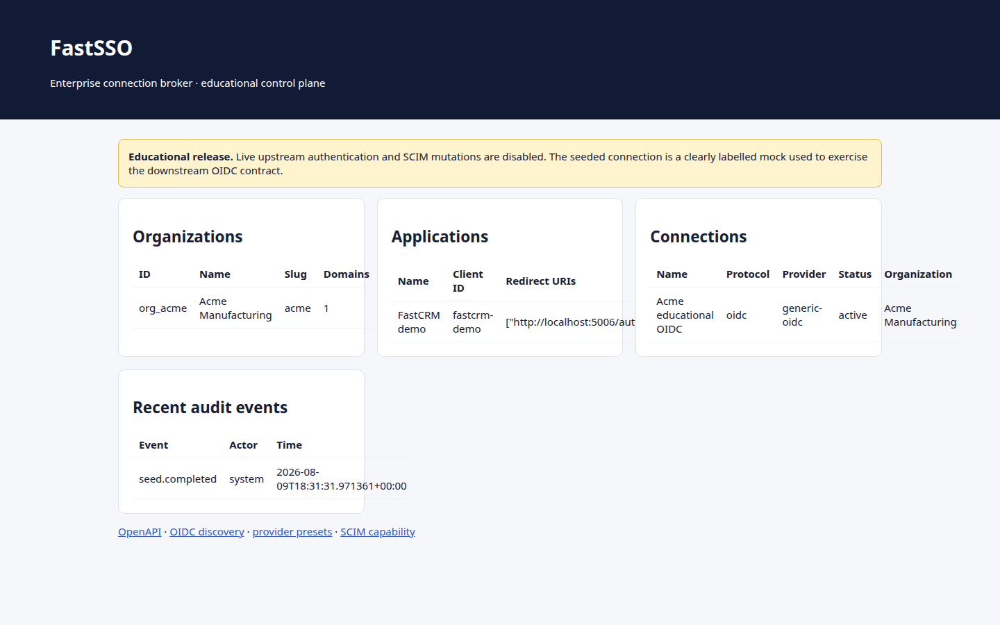 FastSSO
Enterprise connection broker · educational control plane
Educational release. Live upstream authentication and SCIM mutations are disabled. The seeded connection is a clearly labelled mock used to exercise
the downstream OIDC contract.
Organizations
ID Name Slug Domains
org_acme Acme Manufacturing acme 1
Applications
Name Client ID Redirect URIs
FastCRM demo fastcrm-demo ["http://localhost:5006/aut
Connections
Name Protocol Provider Status Organization
Acme educational OIDC oidc generic-oidc active Acme Manufacturing
Recent audit events
Event Actor Time
seed.completed system 2026-08-09T18:31:31.971361+00:00
OpenAPI · OIDC discovery · provider presets · SCIM capability